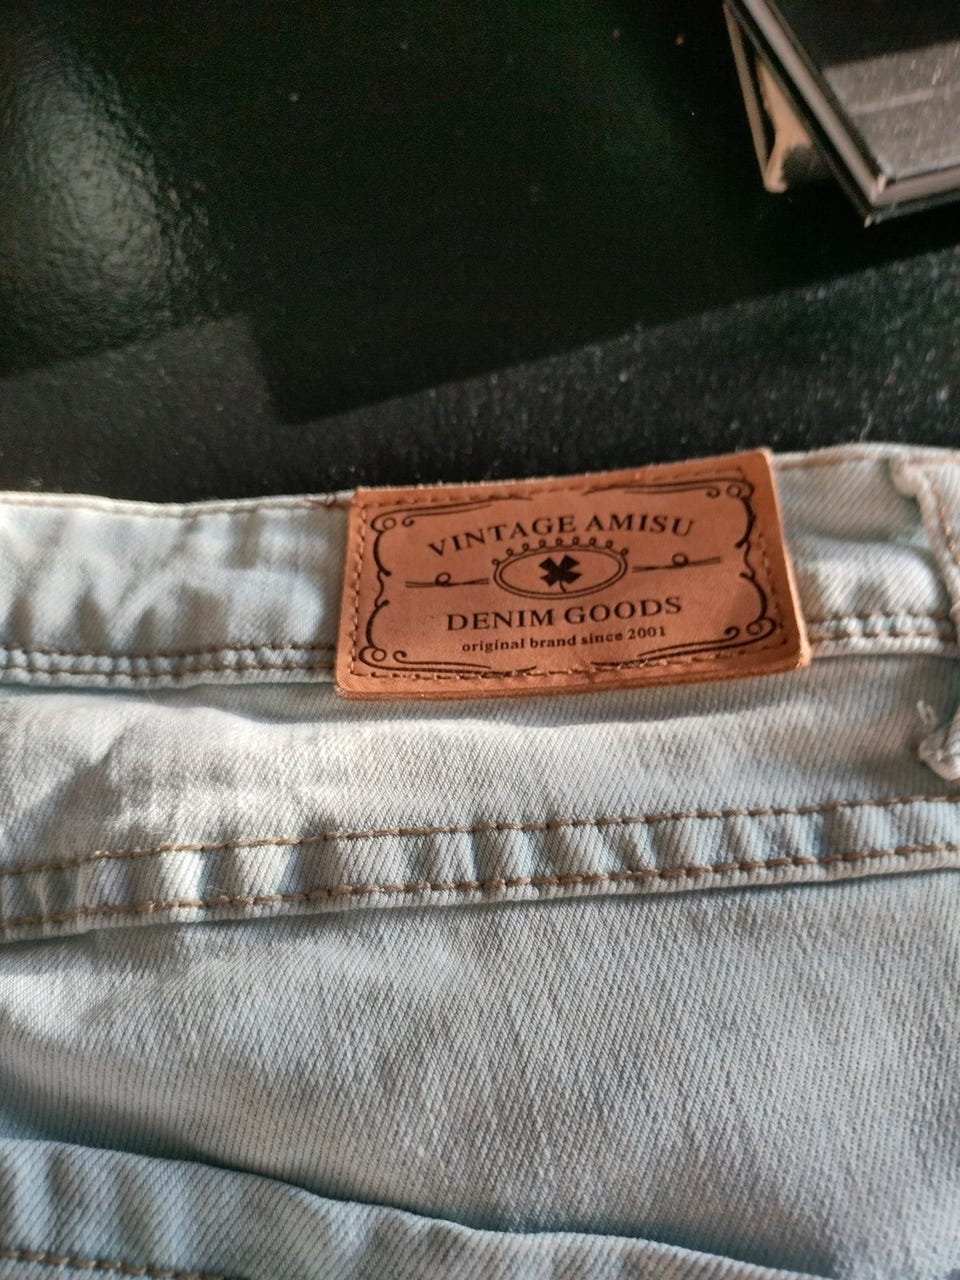 VINTAGE AMISU
DENIM GOODS
original brand since 2001